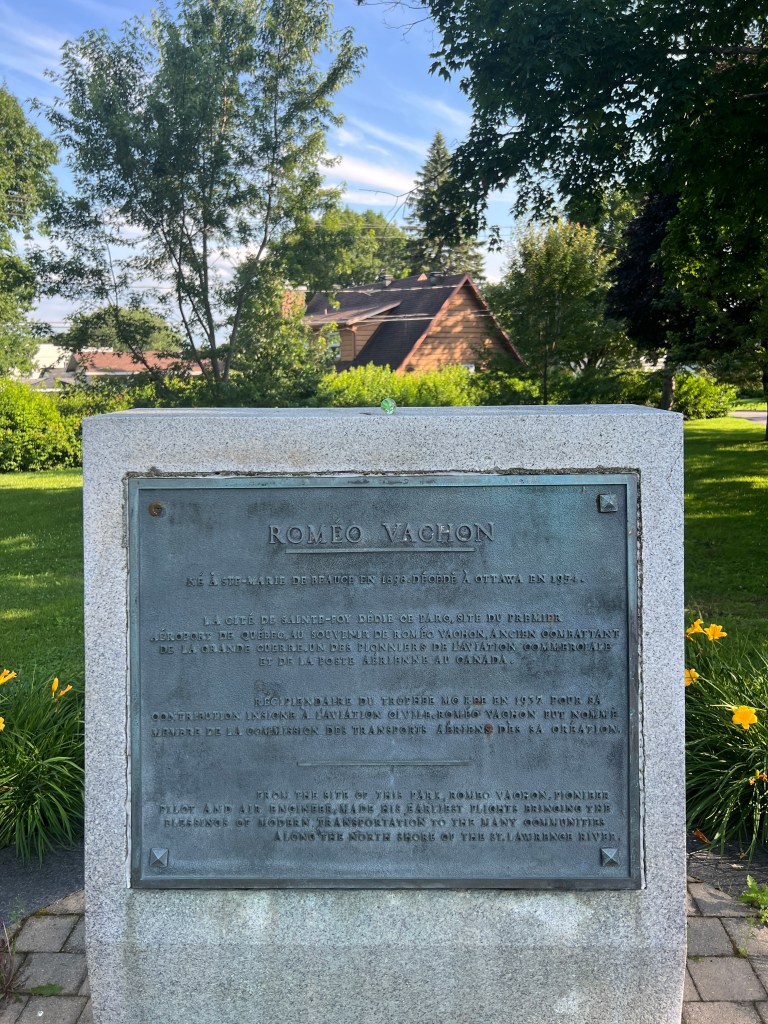 ROMÉO VACHON
NÉ À STE-MARIE DE BEAUCE EN 1898. DÉCÉDÉ À OTTAWA EN 1954.
LA CITÉ DE SAINTE-FOY DÉDIE CE PARC, SITE DU PREMIER
AÉROPORT DE QUÉBEC, AU SOUVENIR DE ROMÉO VACHON, ANCIEN COMBATTANT
DE LA GRANDE GUERRE, UN DES PIONNIERS DE L'AVIATION COMMERCIALE
ET DE LA POSTE AÉRIENNE AU CANADA.
RÉCIPIENDAIRE DU TROPHÉE MC KEE EN 1937 POUR SA
CONTRIBUTION INSIGNE À L'AVIATION CIVILE, ROMÉO VACHON FUT NOMMÉ
MEMBRE DE LA COMMISSION DES TRANSPORTS AÉRIENS DÈS SA CRÉATION.
FROM THE SITE OF THIS PARK, ROMEO VACHON, PIONEER
PILOT AND AIR ENGINEER, MADE HIS EARLIEST FLIGHTS BRINGING THE
BLESSINGS OF MODERN, TRANSPORTATION TO THE MANY COMMUNITIES
ALONG THE NORTH SHORE OF THE ST. LAWRENCE RIVER.